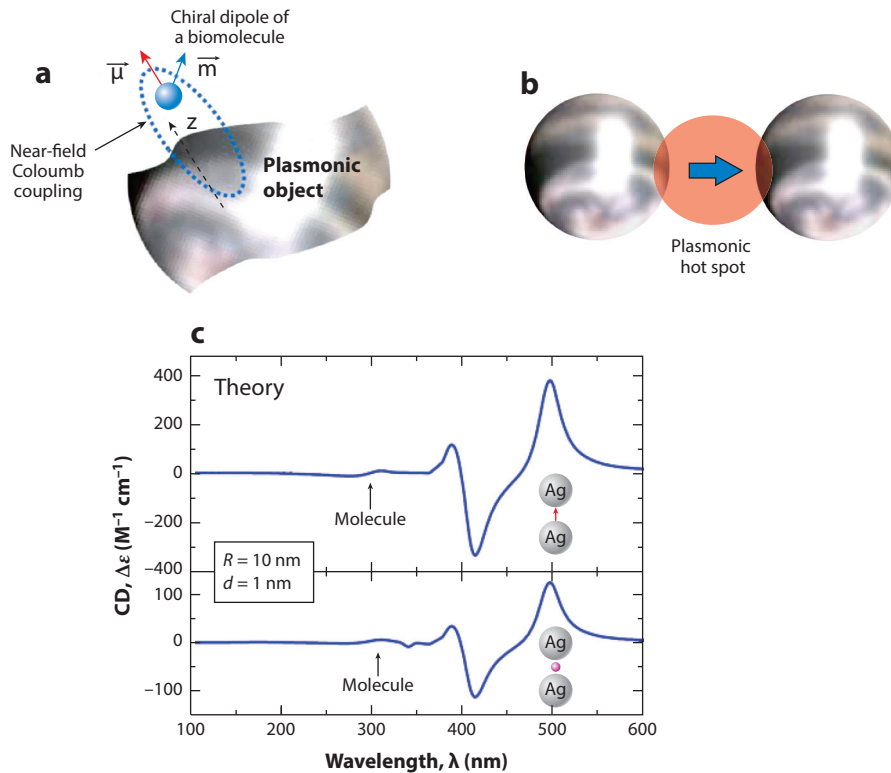 a
Chiral dipole of
a biomolecule
μ
m
z
Near-field
Coloumb
coupling
Plasmonic
object
b
Plasmonic
hot spot
c
CD, Δε (M⁻¹ cm⁻¹)
400
200
0
−200
−400
Theory
Molecule
Ag
Ag
R = 10 nm
d = 1 nm
100
0
−100
Molecule
Ag
Ag
100 200 300 400 500 600
Wavelength, λ (nm)